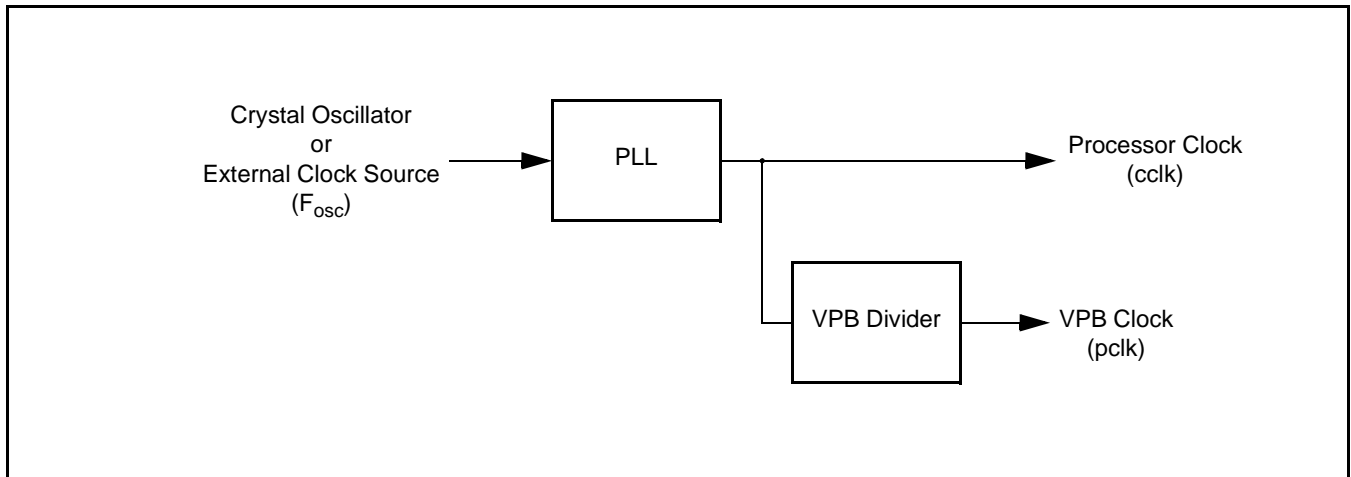 Crystal Oscillator
or
External Clock Source
(Fosc)
PLL
Processor Clock
(cclk)
VPB Divider
VPB Clock
(pclk)